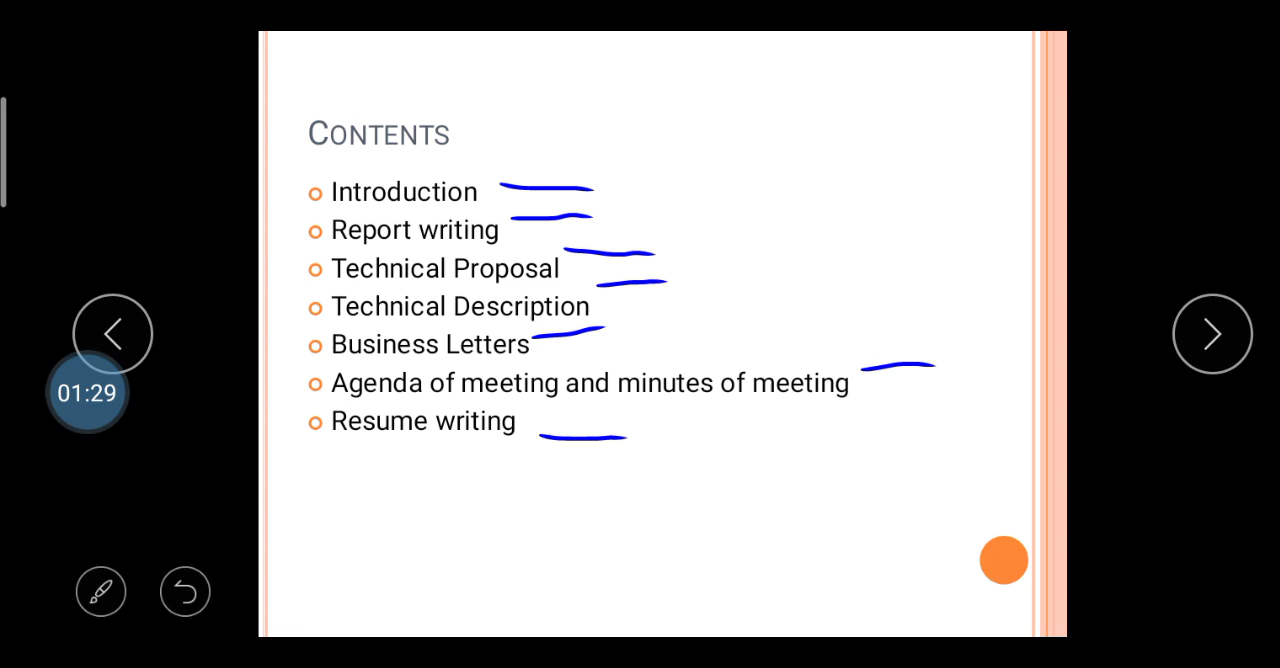 CONTENTS
Introduction
Report writing
Technical Proposal
Technical Description
Business Letters
Agenda of meeting and minutes of meeting
Resume writing
01:29